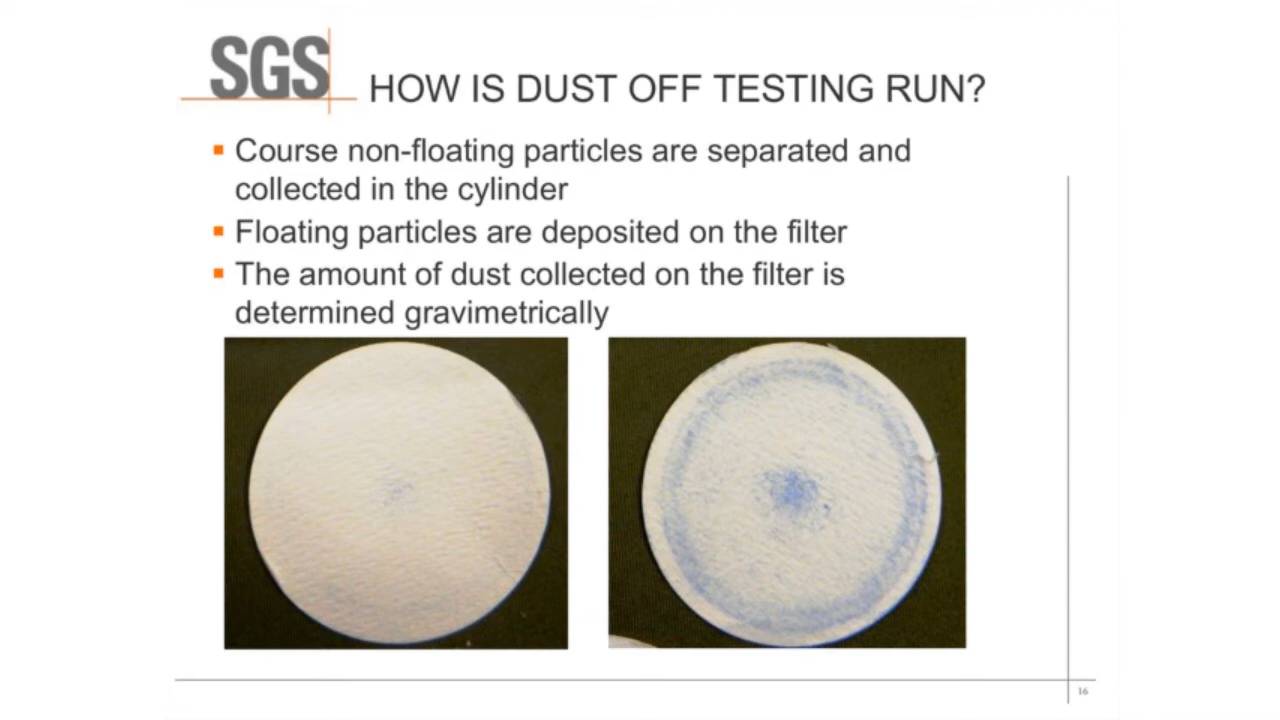 SGS
HOW IS DUST OFF TESTING RUN?
Course non-floating particles are separated and
collected in the cylinder
Floating particles are deposited on the filter
The amount of dust collected on the filter is
determined gravimetrically
16